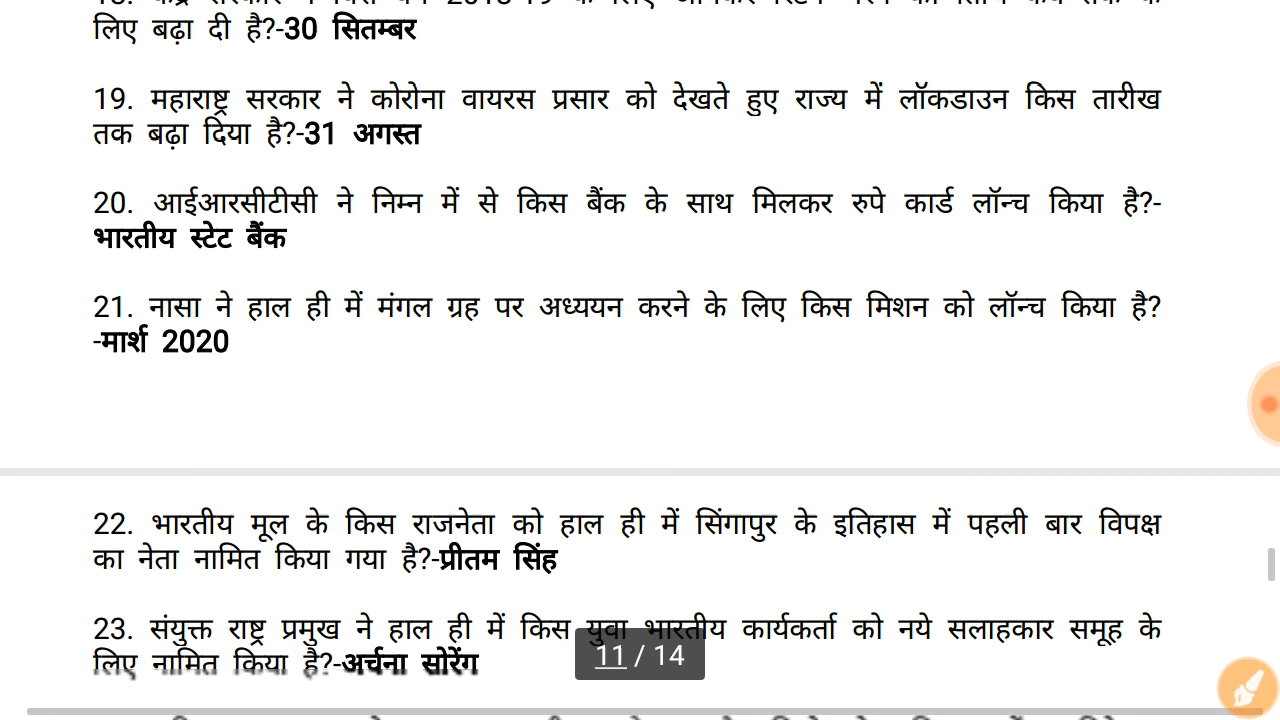 लिए बढ़ा दी है?-30 सितम्बर
19. महाराष्ट्र सरकार ने कोरोना वायरस प्रसार को देखते हुए राज्य में लॉकडाउन किस तारीख
तक बढ़ा दिया है?-31 अगस्त
20. आईआरसीटीसी ने निम्न में से किस बैंक के साथ मिलकर रुपे कार्ड लॉन्च किया है?-
भारतीय स्टेट बैंक
21. नासा ने हाल ही में मंगल ग्रह पर अध्ययन करने के लिए किस मिशन को लॉन्च किया है?
-मार्श 2020
22. भारतीय मूल के किस राजनेता को हाल ही में सिंगापुर के इतिहास में पहली बार विपक्ष
का नेता नामित किया गया है?-प्रीतम सिंह
23. संयुक्त राष्ट्र प्रमुख ने हाल ही में किस युवा भारतीय कार्यकर्ता को नये सलाहकार समूह के
लिए नामित किया है?-अर्चना सोरेंग
11 / 14